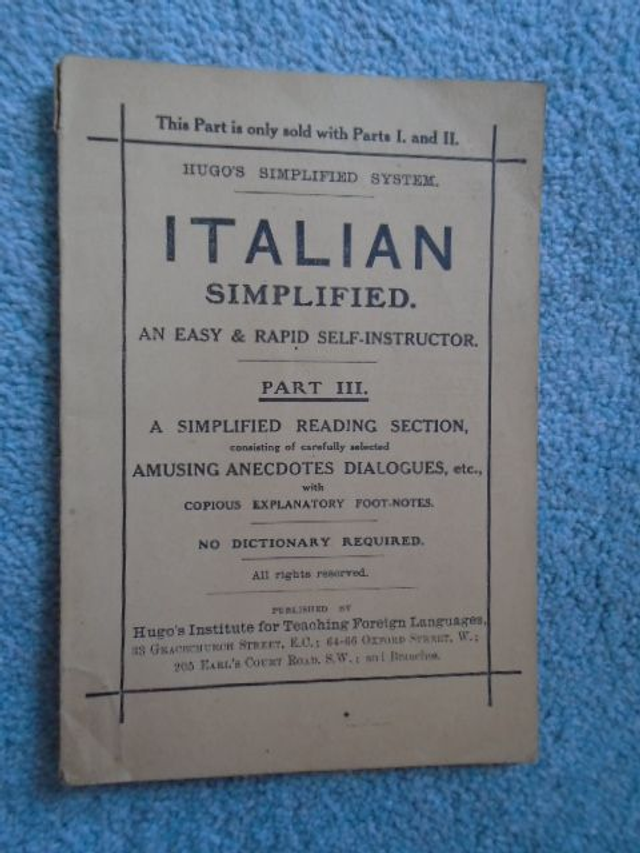 This Part is only sold with Parts I. and II.
HUGO'S SIMPLIFIED SYSTEM.
ITALIAN
SIMPLIFIED.
AN EASY & RAPID SELF-INSTRUCTOR.
PART III.
A SIMPLIFIED READING SECTION,
consisting of carefully selected
AMUSING ANECDOTES DIALOGUES, etc.,
with
COPIOUS EXPLANATORY FOOT-NOTES.
NO DICTIONARY REQUIRED.
All rights reserved.
PUBLISHED BY
Hugo's Institute for Teaching Foreign Languages,
33 GRACECHURCH STREET, E.C.; 64-66 OXFORD STREET, W.;
205 EARL'S COURT ROAD, S.W.; and Branches.